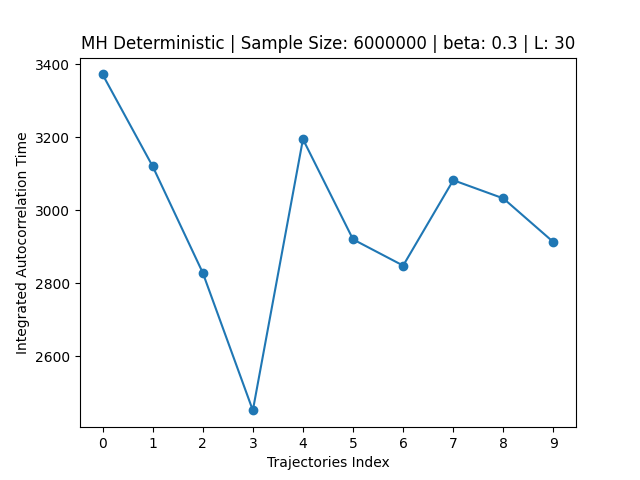 MH Deterministic | Sample Size: 6000000 | beta: 0.3 | L: 30
3400
3200
3000
2800
2600
Integrated Autocorrelation Time
0 1 2 3 4 5 6 7 8 9
Trajectories Index